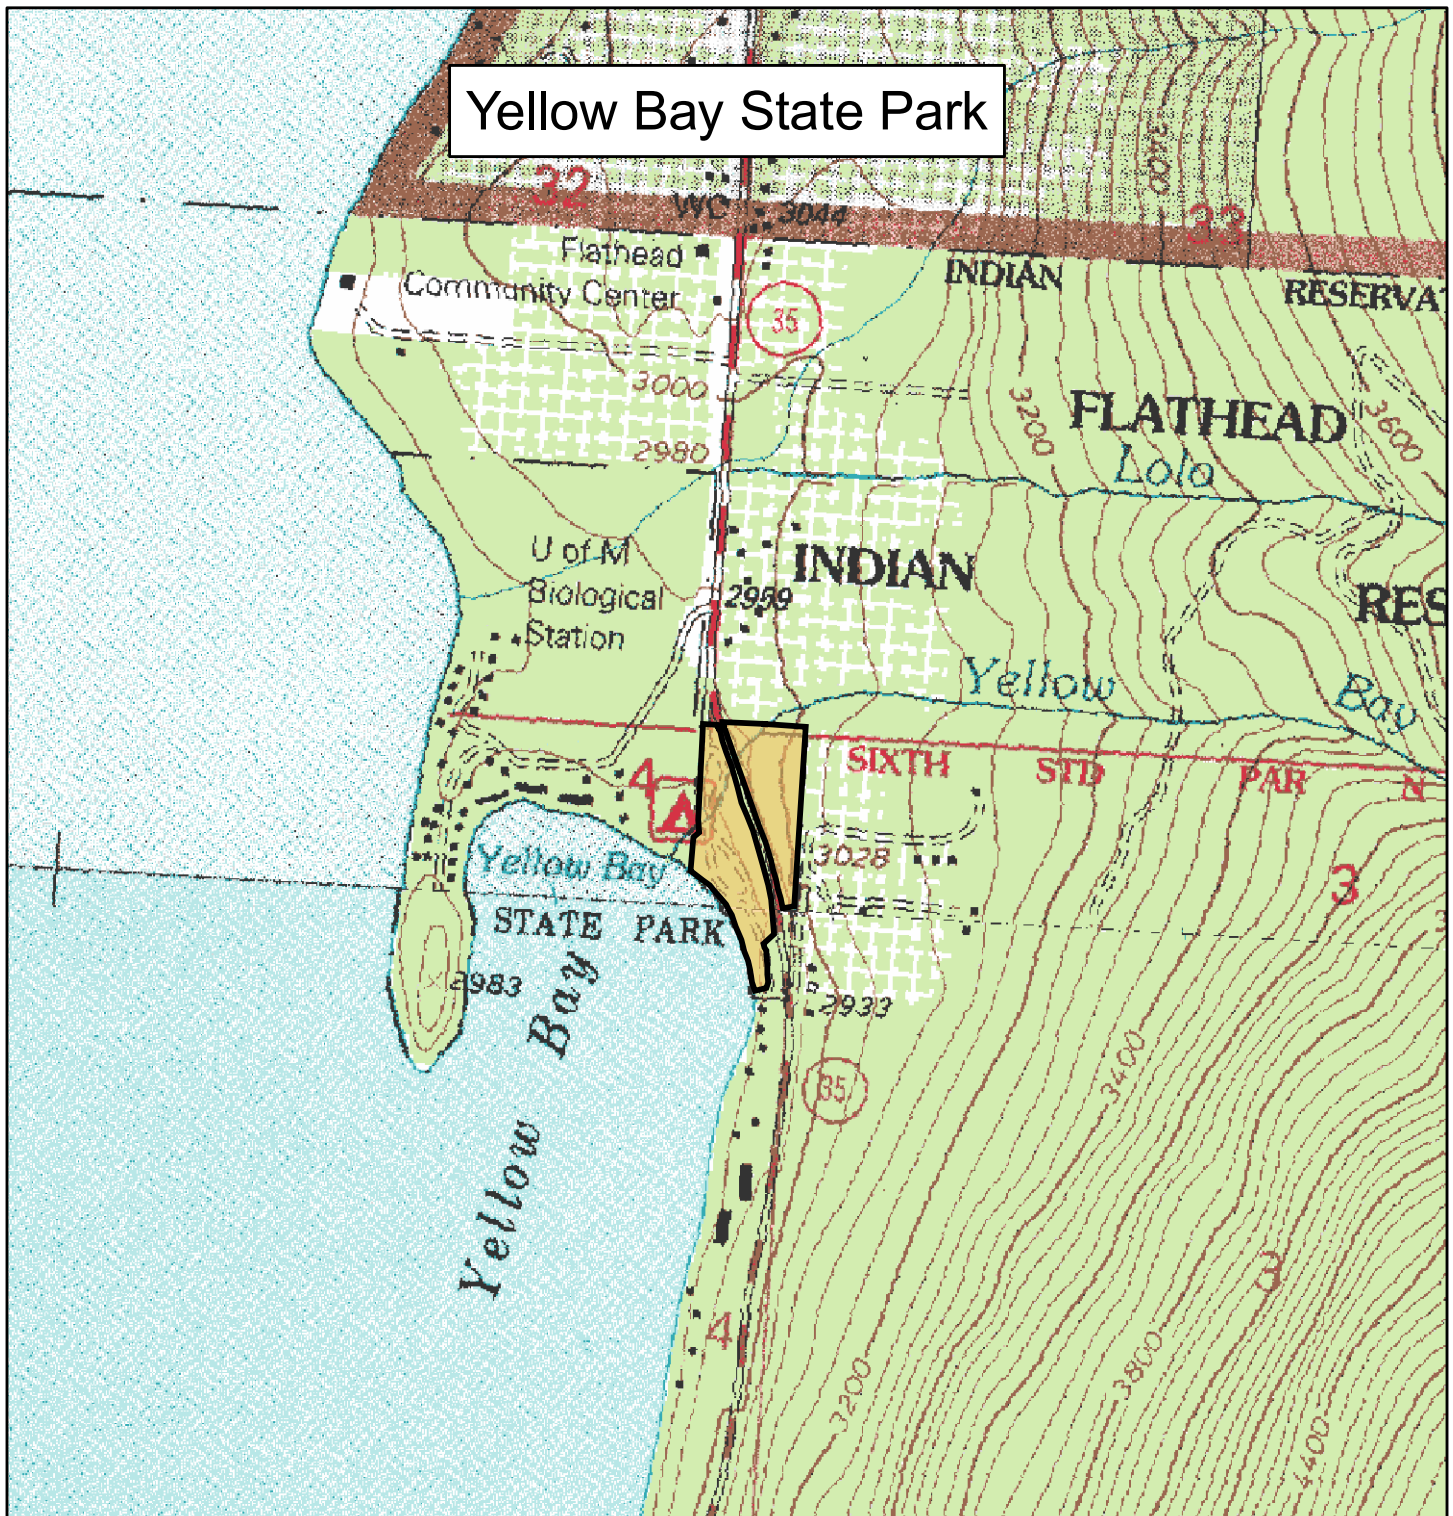 Yellow Bay State Park
3400
32
WC
3044
33
Flathead
Community Center
INDIAN
RESERVAT
35
3000
3200
FLATHEAD
3600
2980
Lolo
U of M
Biological
Station
INDIAN
2959
RES
Yellow
Bay
4
SIXTH STD PAR N
Yellow Bay
3028
3
STATE PARK
2983
Bay
2933
3400
35
Yellow
3
4
3200
3800
4400